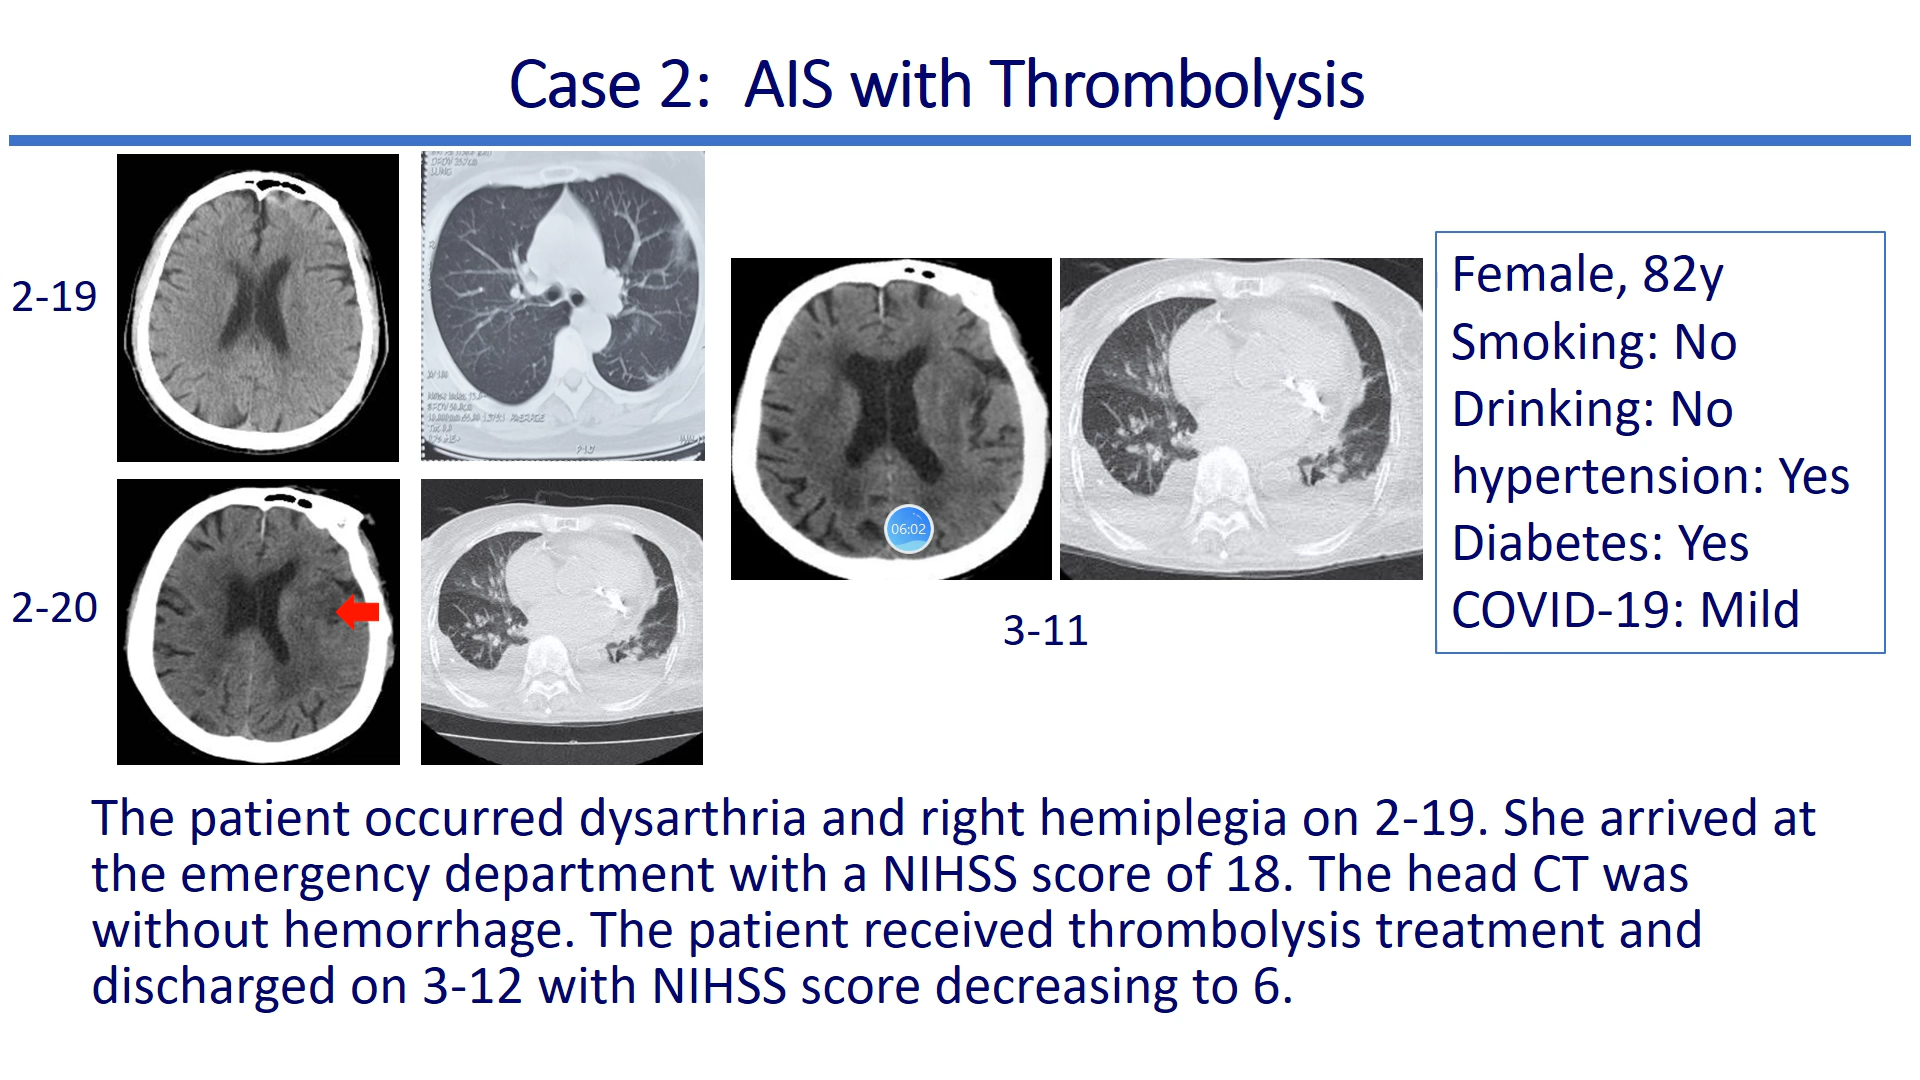 Case 2:  AIS with Thrombolysis
2-19
LUNG
2-20
06:02
3-11
Female, 82y
Smoking: No
Drinking: No
hypertension: Yes
Diabetes: Yes
COVID-19: Mild
The patient occurred dysarthria and right hemiplegia on 2-19. She arrived at
the emergency department with a NIHSS score of 18. The head CT was
without hemorrhage. The patient received thrombolysis treatment and
discharged on 3-12 with NIHSS score decreasing to 6.